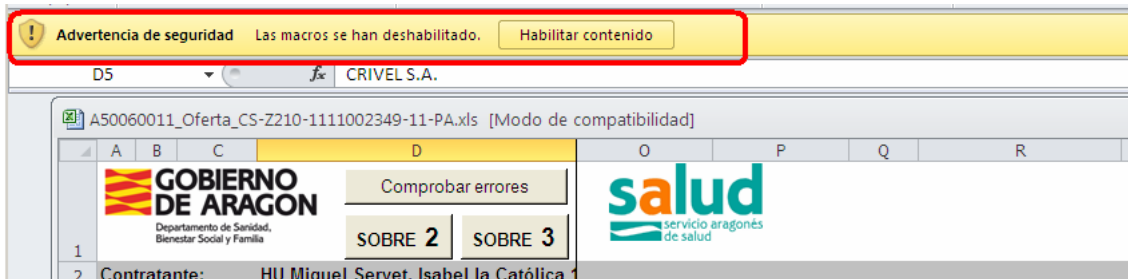 Advertencia de seguridad Las macros se han deshabilitado. Habilitar contenido
D5 fx CRIVEL S.A.
A50060011_Oferta_CS-Z210-1111002349-11-PA.xls [Modo de compatibilidad]
A B C D O P Q R
GOBIERNO
DE ARAGON
Departamento de Sanidad,
Bienestar Social y Familia
Comprobar errores
SOBRE 2 SOBRE 3
salud
servicio aragonés
de salud
1
2 Contratante: HU Miguel Servet, Isabel la Católica 1